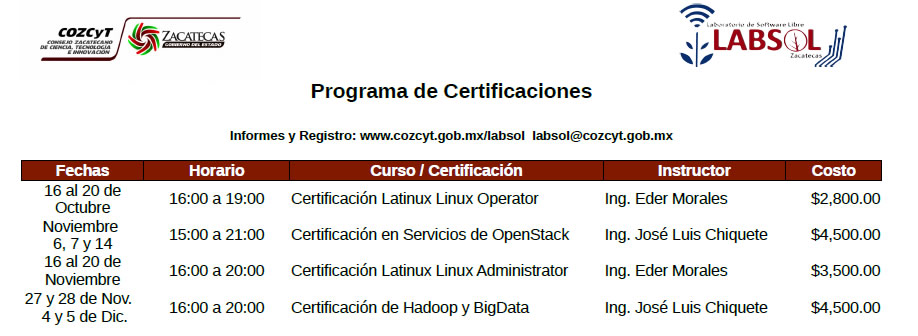 COZCyT
CONSEJO ZACATECANO
DE CIENCIA, TECNOLOGÍA
E INNOVACIÓN
ZACATECAS
GOBIERNO DEL ESTADO
Laboratorio de Software Libre
LABSOL
Zacatecas
Programa de Certificaciones
Informes y Registro: www.cozcyt.gob.mx/labsol labsol@cozcyt.gob.mx
Fechas Horario Curso / Certificación Instructor Costo
16 al 20 de
Octubre
16:00 a 19:00 Certificación Latinux Linux Operator Ing. Eder Morales $2,800.00
Noviembre
6, 7 y 14
15:00 a 21:00 Certificación en Servicios de OpenStack Ing. José Luis Chiquete $4,500.00
16 al 20 de
Noviembre
16:00 a 20:00 Certificación Latinux Linux Administrator Ing. Eder Morales $3,500.00
27 y 28 de Nov.
4 y 5 de Dic.
16:00 a 20:00 Certificación de Hadoop y BigData Ing. José Luis Chiquete $4,500.00